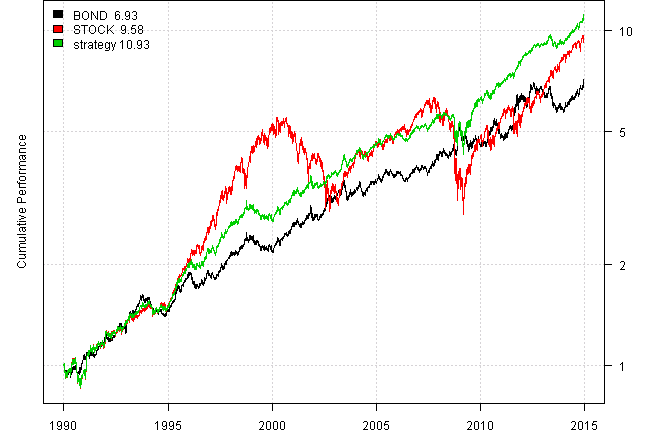 BOND 6.93
STOCK 9.58
strategy 10.93
Cumulative Performance
10
5
2
1
1990 1995 2000 2005 2010 2015